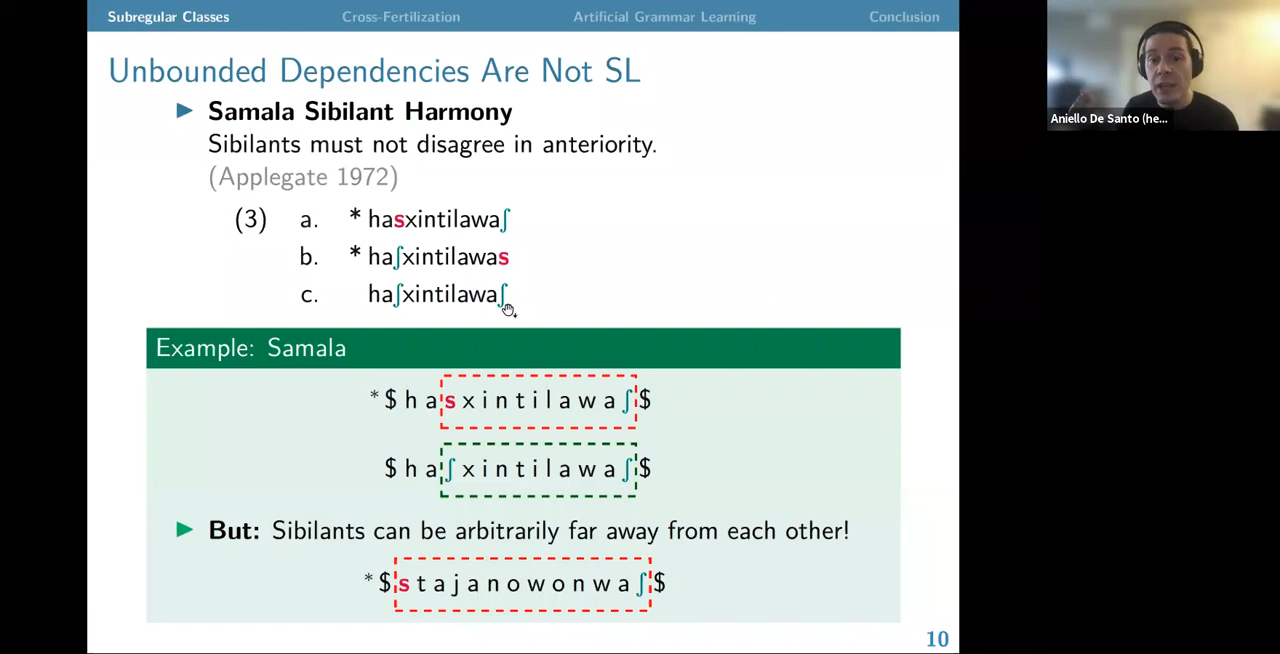 Subregular Classes Cross-Fertilization Artificial Grammar Learning Conclusion
Unbounded Dependencies Are Not SL
▶ Samala Sibilant Harmony
Sibilants must not disagree in anteriority.
(Applegate 1972)
(3) a. * hasxintilawaʃ
b. * haʃxintilawas
c. haʃxintilawaʃ
Example: Samala
*$ h a s x i n t i l a w a ʃ $
$ h a ʃ x i n t i l a w a ʃ $
▶ But: Sibilants can be arbitrarily far away from each other!
*$ s t a j a n o w o n w a ʃ $
10
Aniello De Santo (he...